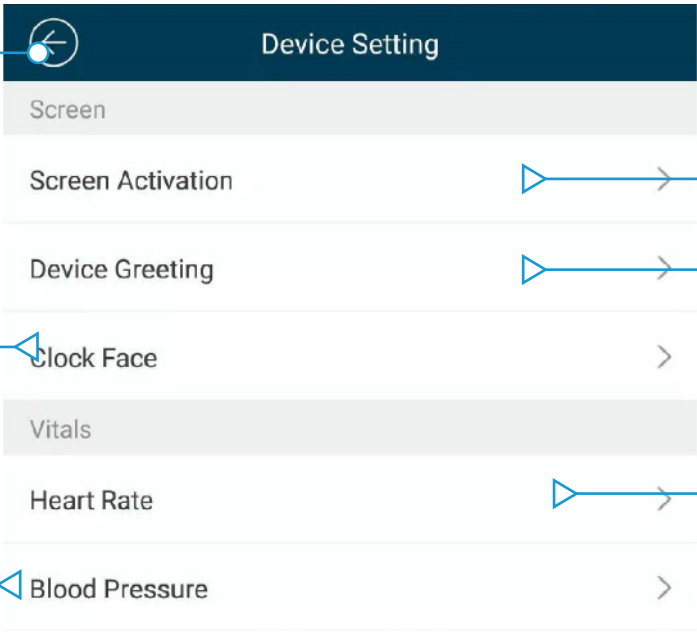 Device Setting
Screen
Screen Activation
Device Greeting
Clock Face
Vitals
Heart Rate
Blood Pressure